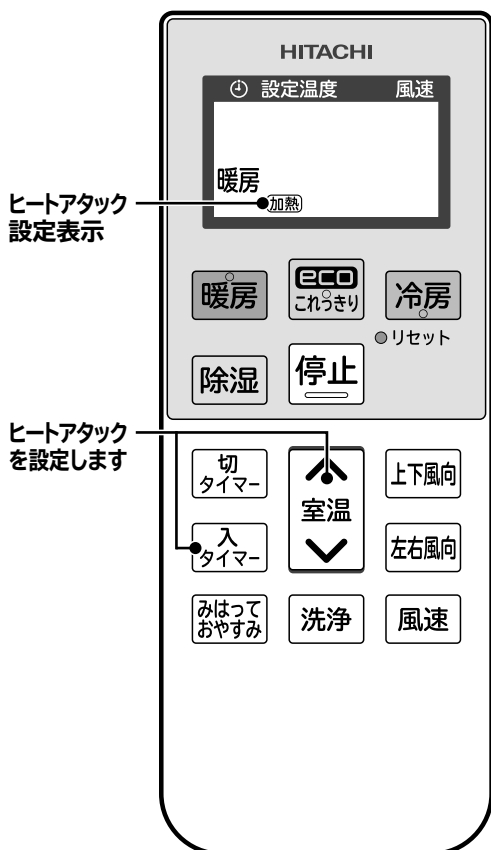 HITACHI
設定温度 風速
暖房
加熱
ヒートアタック
設定表示
暖房
eco
これっきり
冷房
リセット
除湿
停止
ヒートアタック
を設定します
切
タイマー
室温
上下風向
入
タイマー
左右風向
みはって
おやすみ
洗浄
風速